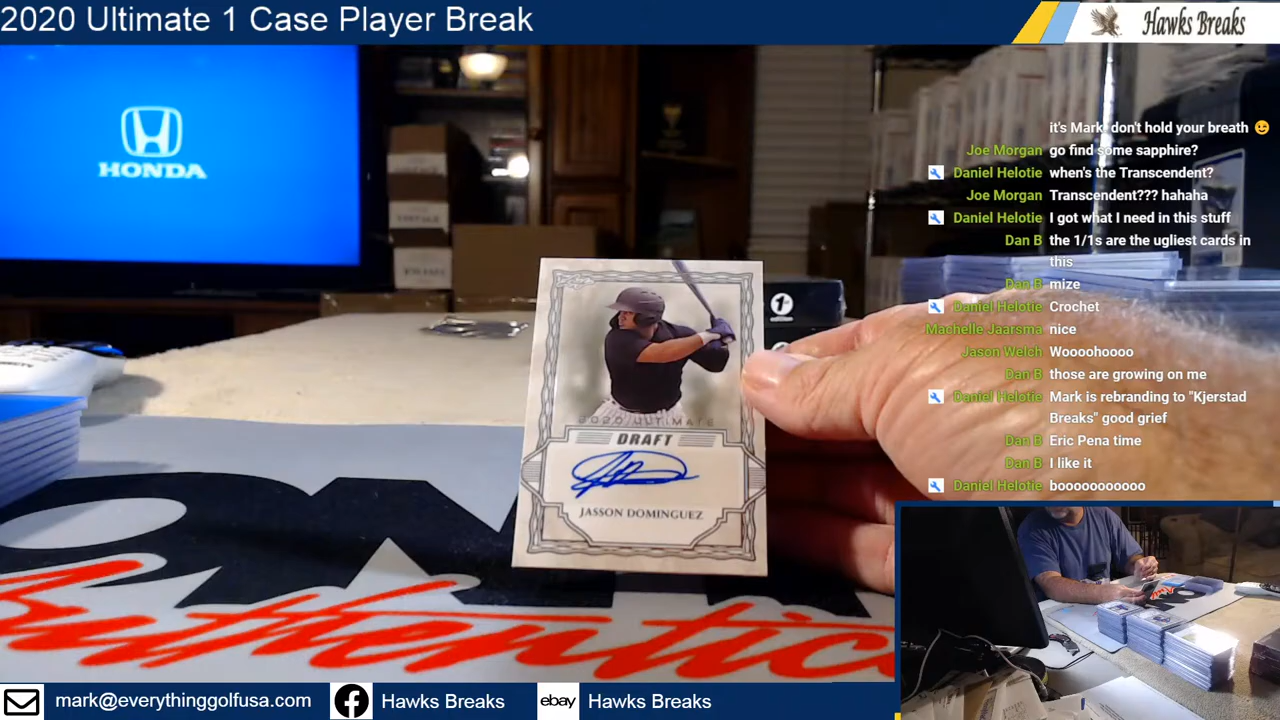 2020 Ultimate 1 Case Player Break
Hawks Breaks
HONDA
it's Mark, don't hold your breath 😉
Joe Morgan go find some sapphire?
Daniel Helotie when's the Transcendent?
Joe Morgan Transcendent??? hahaha
Daniel Helotie I got what I need in this stuff
Dan B the 1/1s are the ugliest cards in
this
Dan B mize
Daniel Helotie Crochet
Machelle Jaarsma nice
Jason Welch Woooohoooo
Dan B those are growing on me
Daniel Helotie Mark is rebranding to "Kjerstad
Breaks" good grief
Dan B Eric Pena time
Dan B I like it
Daniel Helotie booooooooooo
1st
2020 ULTIMATE
DRAFT
JASSON DOMINGUEZ
Authentics
mark@everythinggolfusa.com
Hawks Breaks
ebay
Hawks Breaks